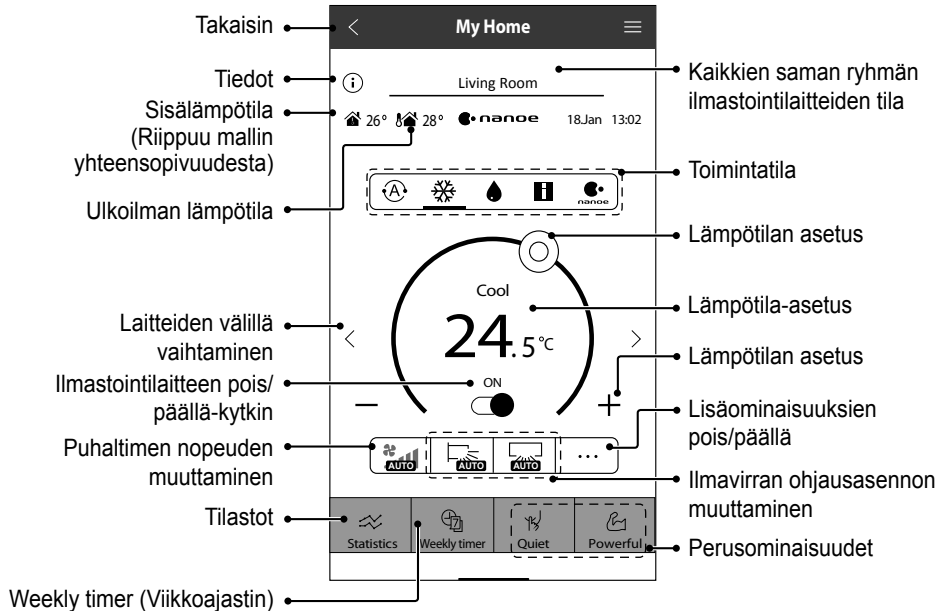 Takaisin
Tiedot
Sisälämpötila
(Riippuu mallin
yhteensopivuudesta)
Ulkoilman lämpötila
Laitteiden välillä
vaihtaminen
Ilmastointilaitteen pois/
päällä-kytkin
Puhaltimen nopeuden
muuttaminen
Tilastot
Weekly timer (Viikkoajastin)
My Home
Living Room
26° 28° nanoe 18.Jan 13:02
A nanoe
Cool
24.5°C
ON
AUTO AUTO AUTO ...
7
Statistics Weekly timer Quiet Powerful
Kaikkien saman ryhmän
ilmastointilaitteiden tila
Toimintatila
Lämpötilan asetus
Lämpötila-asetus
Lämpötilan asetus
Lisäominaisuuksien
pois/päällä
Ilmavirran ohjausasennon
muuttaminen
Perusominaisuudet